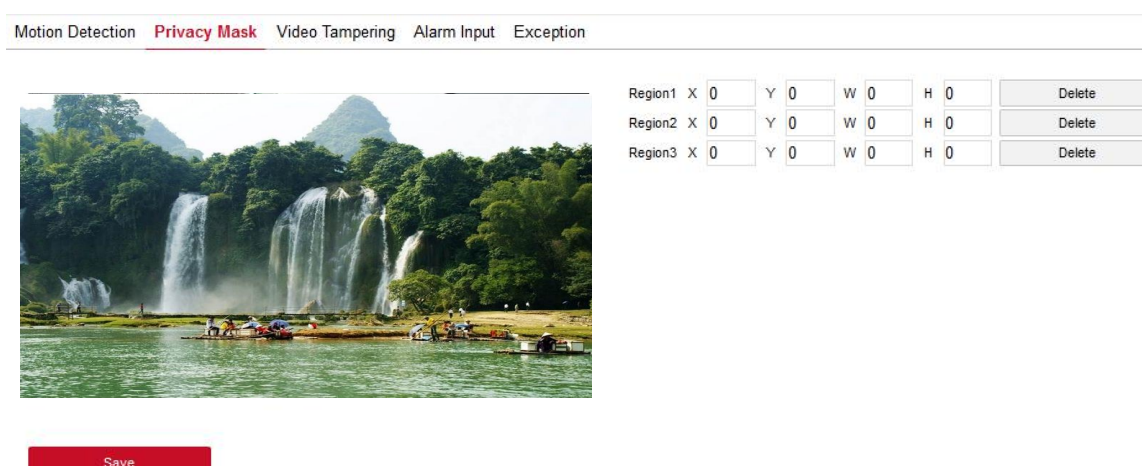 Motion Detection Privacy Mask Video Tampering Alarm Input Exception
Region1 X 0 Y 0 W 0 H 0 Delete
Region2 X 0 Y 0 W 0 H 0 Delete
Region3 X 0 Y 0 W 0 H 0 Delete
Save